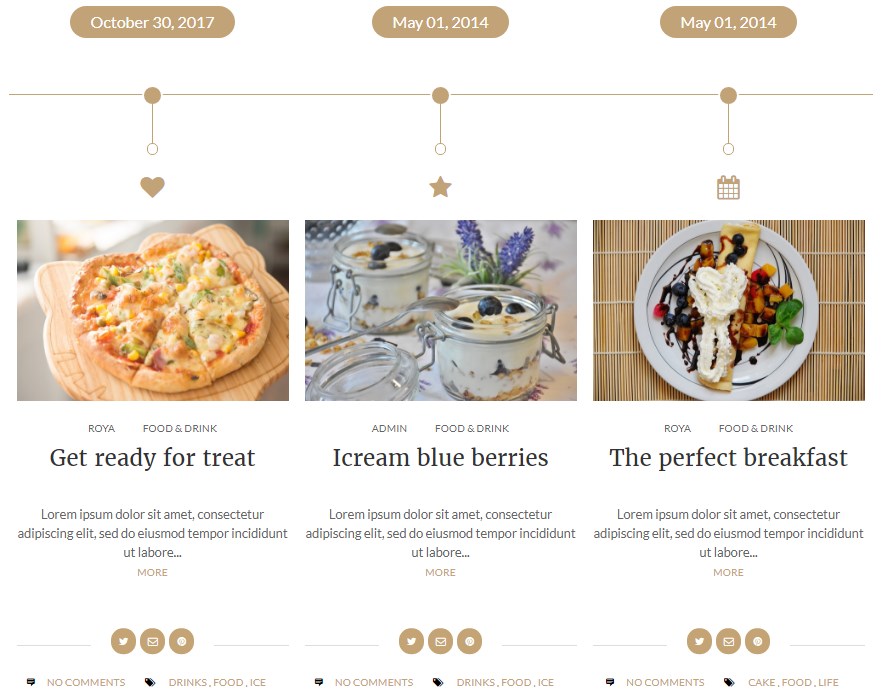 October 30, 2017
May 01, 2014
May 01, 2014
ROYA FOOD & DRINK
Get ready for treat
Lorem ipsum dolor sit amet, consectetur
adipiscing elit, sed do eiusmod tempor incididunt
ut labore...
MORE
NO COMMENTS DRINKS , FOOD , ICE
ADMIN FOOD & DRINK
Icream blue berries
Lorem ipsum dolor sit amet, consectetur
adipiscing elit, sed do eiusmod tempor incididunt
ut labore...
MORE
NO COMMENTS DRINKS , FOOD , ICE
ROYA FOOD & DRINK
The perfect breakfast
Lorem ipsum dolor sit amet, consectetur
adipiscing elit, sed do eiusmod tempor incididunt
ut labore...
MORE
NO COMMENTS CAKE , FOOD , LIFE